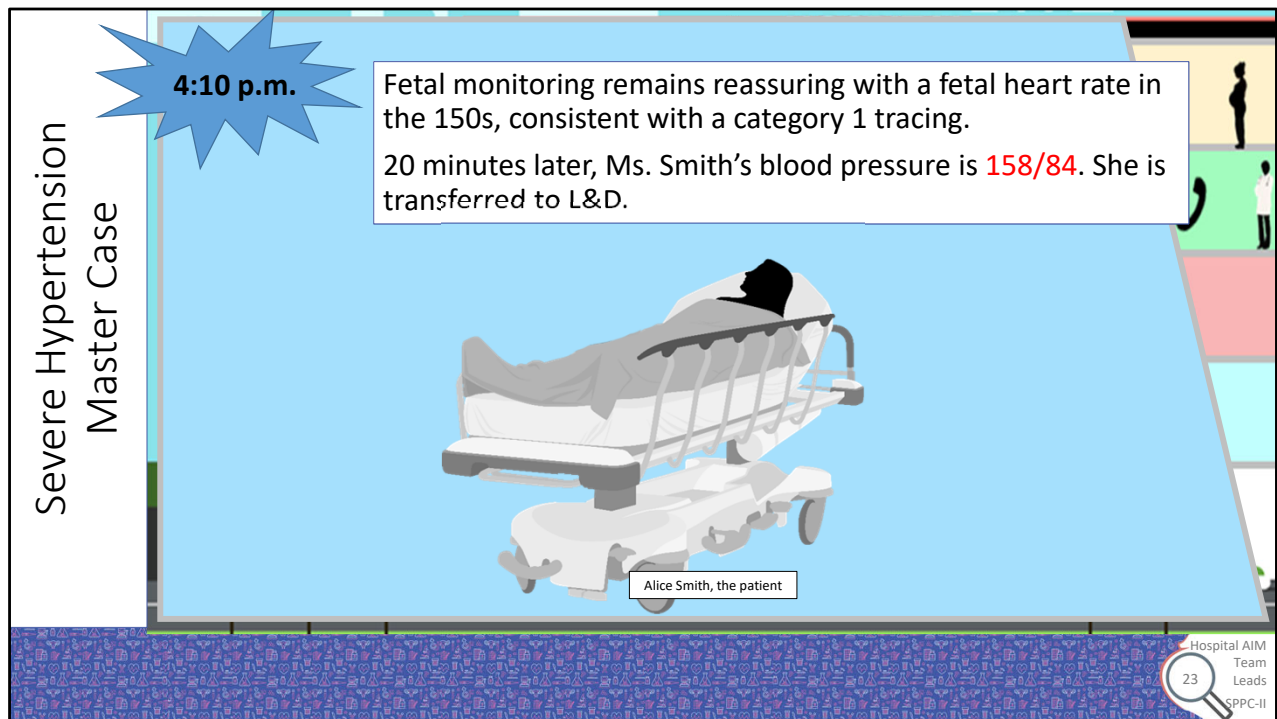 Severe Hypertension
Master Case
4:10 p.m.
Fetal monitoring remains reassuring with a fetal heart rate in
the 150s, consistent with a category 1 tracing.
20 minutes later, Ms. Smith’s blood pressure is 158/84. She is
transferred to L&D.
Alice Smith, the patient
Hospital AIM
Team
Leads
23
SPPC-II